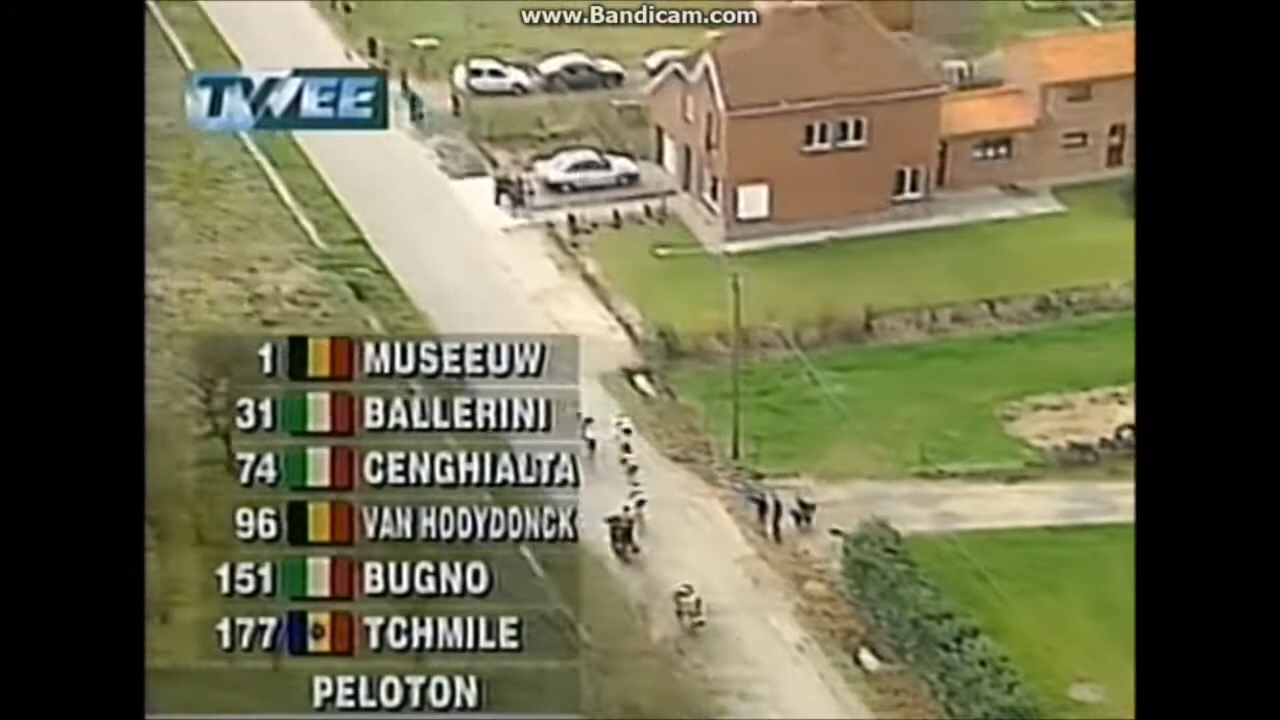 www.Bandicam.com
TWEE
1 MUSEEUW
31 BALLERINI
74 CENGHIALTA
96 VAN HOOYDONCK
151 BUGNO
177 TCHMILE
PELOTON